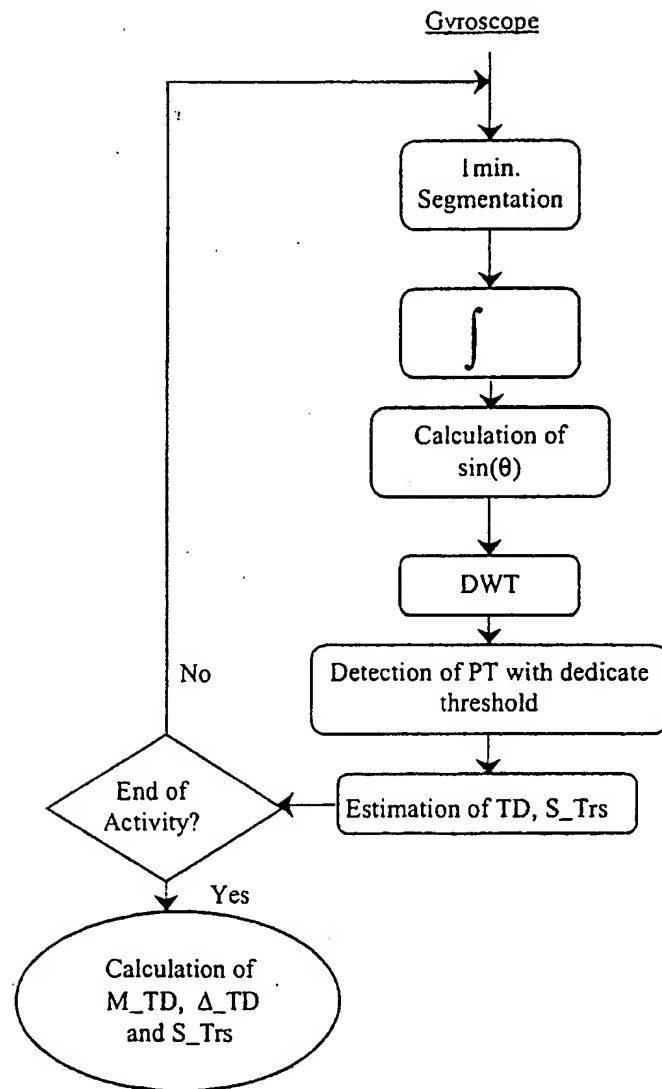 Gyroscope
1min.
Segmentation
∫
Calculation of
sin(θ)
DWT
No
Detection of PT with dedicate
threshold
End of
Activity?
Estimation of TD, S_Trs
Yes
Calculation of
M_TD, Δ_TD
and S_Trs